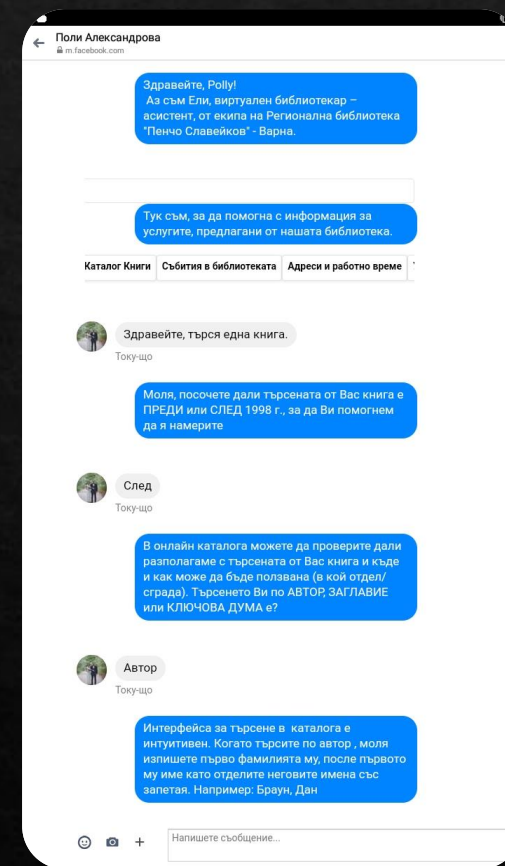 Поли Александрова
m.facebook.com
Здравейте, Polly!
Аз съм Ели, виртуален библиотекар –
асистент, от екипа на Регионална библиотека
"Пенчо Славейков" - Варна.
Тук съм, за да помогна с информация за
услугите, предлагани от нашата библиотека.
Каталог Книги Събития в библиотеката Адреси и работно време
Здравейте, търся една книга.
Току-що
Моля, посочете дали търсената от Вас книга е
ПРЕДИ или СЛЕД 1998 г., за да Ви помогнем
да я намерите
След
Току-що
В онлайн каталога можете да проверите дали
разполагаме с търсената от Вас книга и къде
и как може да бъде ползвана (в кой отдел/
сграда). Търсенето Ви по АВТОР, ЗАГЛАВИЕ
или КЛЮЧОВА ДУМА е?
Автор
Току-що
Интерфейса за търсене в каталога е
интуитивен. Когато търсите по автор , моля
изпишете първо фамилията му, после първото
му име като отделите неговите имена със
запетая. Например: Браун, Дан
Напишете съобщение...